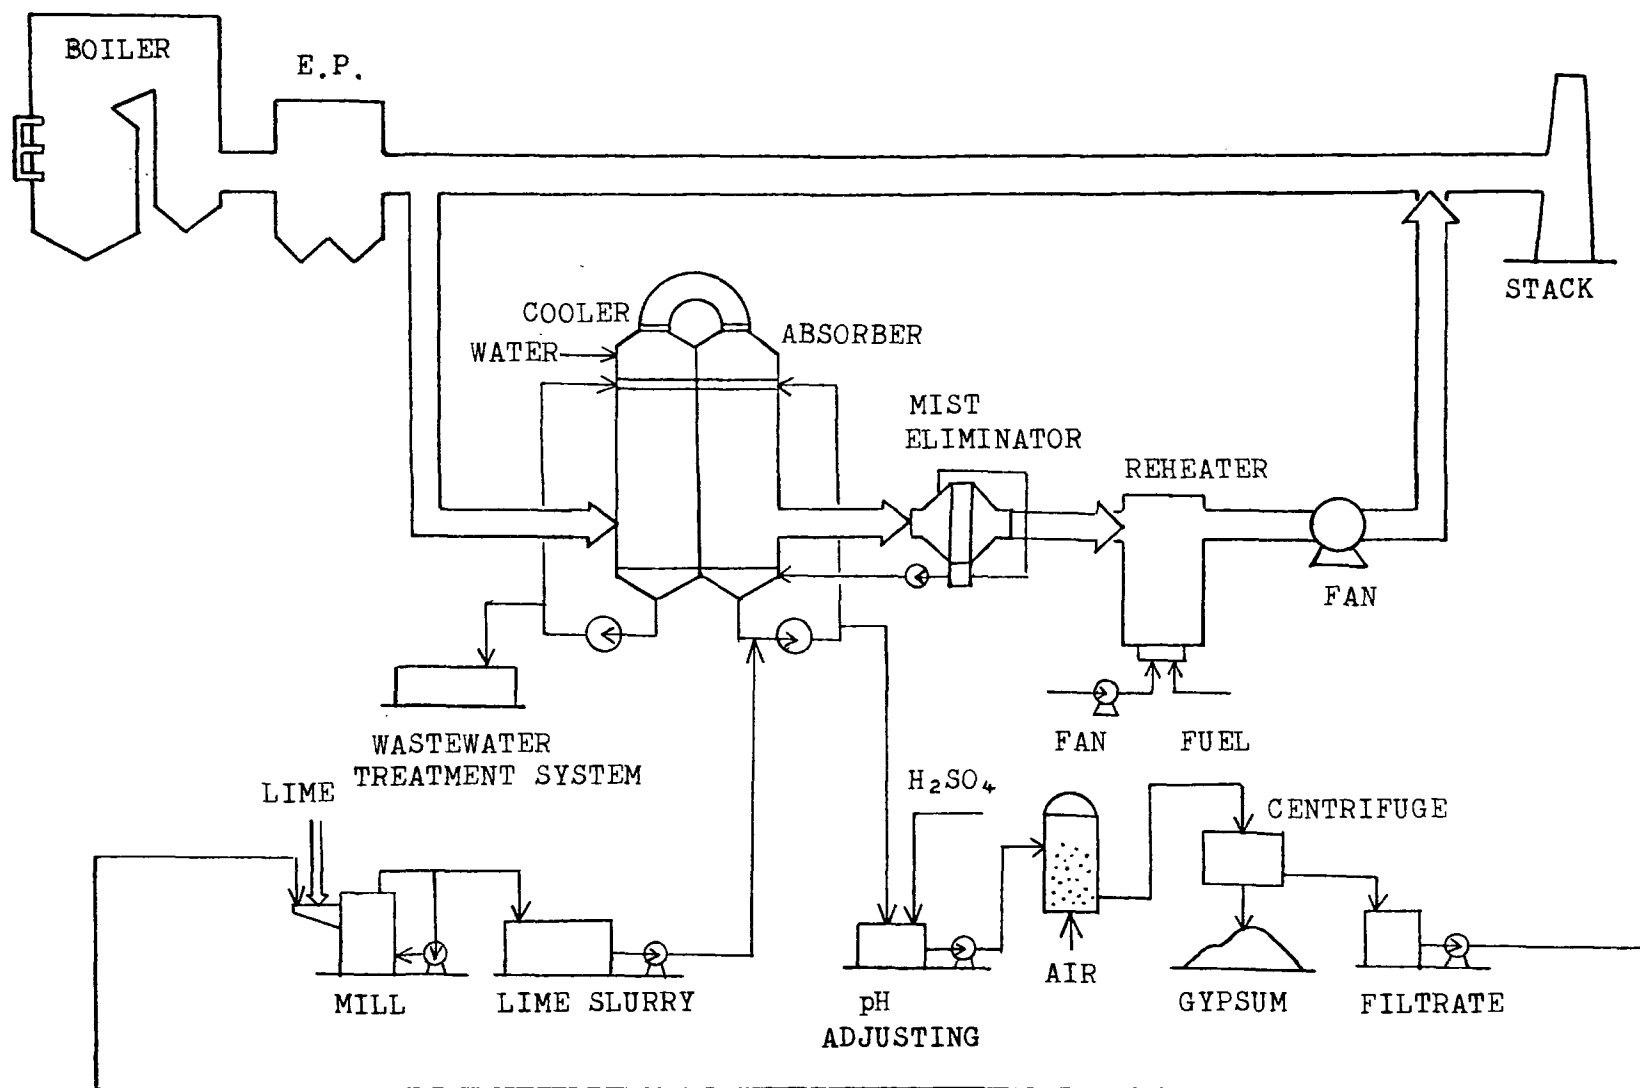 BOILER
E.P.
STACK
COOLER
WATER
ABSORBER
MIST
ELIMINATOR
REHEATER
FAN
WASTEWATER
TREATMENT SYSTEM
FAN
FUEL
LIME
H₂SO₄
CENTRIFUGE
AIR
MILL
LIME SLURRY
pH
ADJUSTING
GYPSUM
FILTRATE